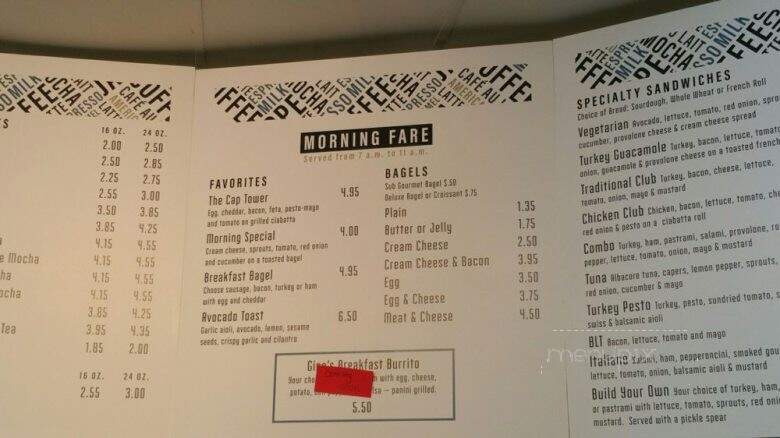 16 OZ. 24 OZ.
2.00 2.50
2.50 2.85
2.25 2.75
2.55 3.00
3.50 3.85
3.85 4.25
4.15 4.55
Mocha 4.15 4.55
4.15 4.55
4.15 4.55
3.85 4.25
Tea 3.95 4.35
1.85 2.00
16 OZ. 24 OZ.
2.55 3.00
MORNING FARE
Served from 7 a.m. to 11 a.m.
FAVORITES
The Cap Tower 4.95
Egg, cheddar, bacon, feta, pesto-mayo
and tomato on grilled ciabatta
Morning Special 4.00
Cream cheese, sprouts, tomato, red onion
and cucumber on a toasted bagel
Breakfast Bagel 4.95
Choose sausage, bacon, turkey or ham
with egg and cheddar
Avocado Toast 6.50
Garlic aioli, avocado, lemon, sesame
seeds, crispy garlic and cilantro
BAGELS
Sub Gourmet Bagel $.50
Deluxe Bagel or Croissant $.75
Plain 1.35
Butter or Jelly 1.75
Cream Cheese 2.50
Cream Cheese & Bacon 3.95
Egg 3.50
Egg & Cheese 3.75
Meat & Cheese 4.50
Gino's Breakfast Burrito
Your with egg, cheese,
potato, – panini grilled.
5.50
SPECIALTY SANDWICHES
Choice of Bread: Sourdough, Whole Wheat or French Roll
Vegetarian Avocado, lettuce, tomato, red onion,
cucumber, provolone cheese & cream cheese spread
Turkey Guacamole Turkey, bacon, lettuce,
onion, guacamole & provolone cheese on a toasted french
Traditional Club Turkey, bacon, cheese, lettuce,
tomato, onion, mayo & mustard
Chicken Club Chicken, bacon, lettuce, tomato,
red onion & pesto on a ciabatta roll
Combo Turkey, ham, pastrami, salami, provolone,
pepper, lettuce, tomato, onion, mayo & mustard
Tuna Albacore tuna, capers, lemon pepper, sprouts,
red onion, cucumber & mayo
Turkey Pesto Turkey, pesto, sundried tomato,
swiss & balsamic aioli
BLT Bacon, lettuce, tomato and mayo
Italiano Salami, ham, pepperoncini, smoked
lettuce, tomato, onion, balsamic aioli & mustard
Build Your Own Your choice of turkey, ham,
or pastrami with lettuce, tomato, sprouts, red
mustard. Served with a pickle spear